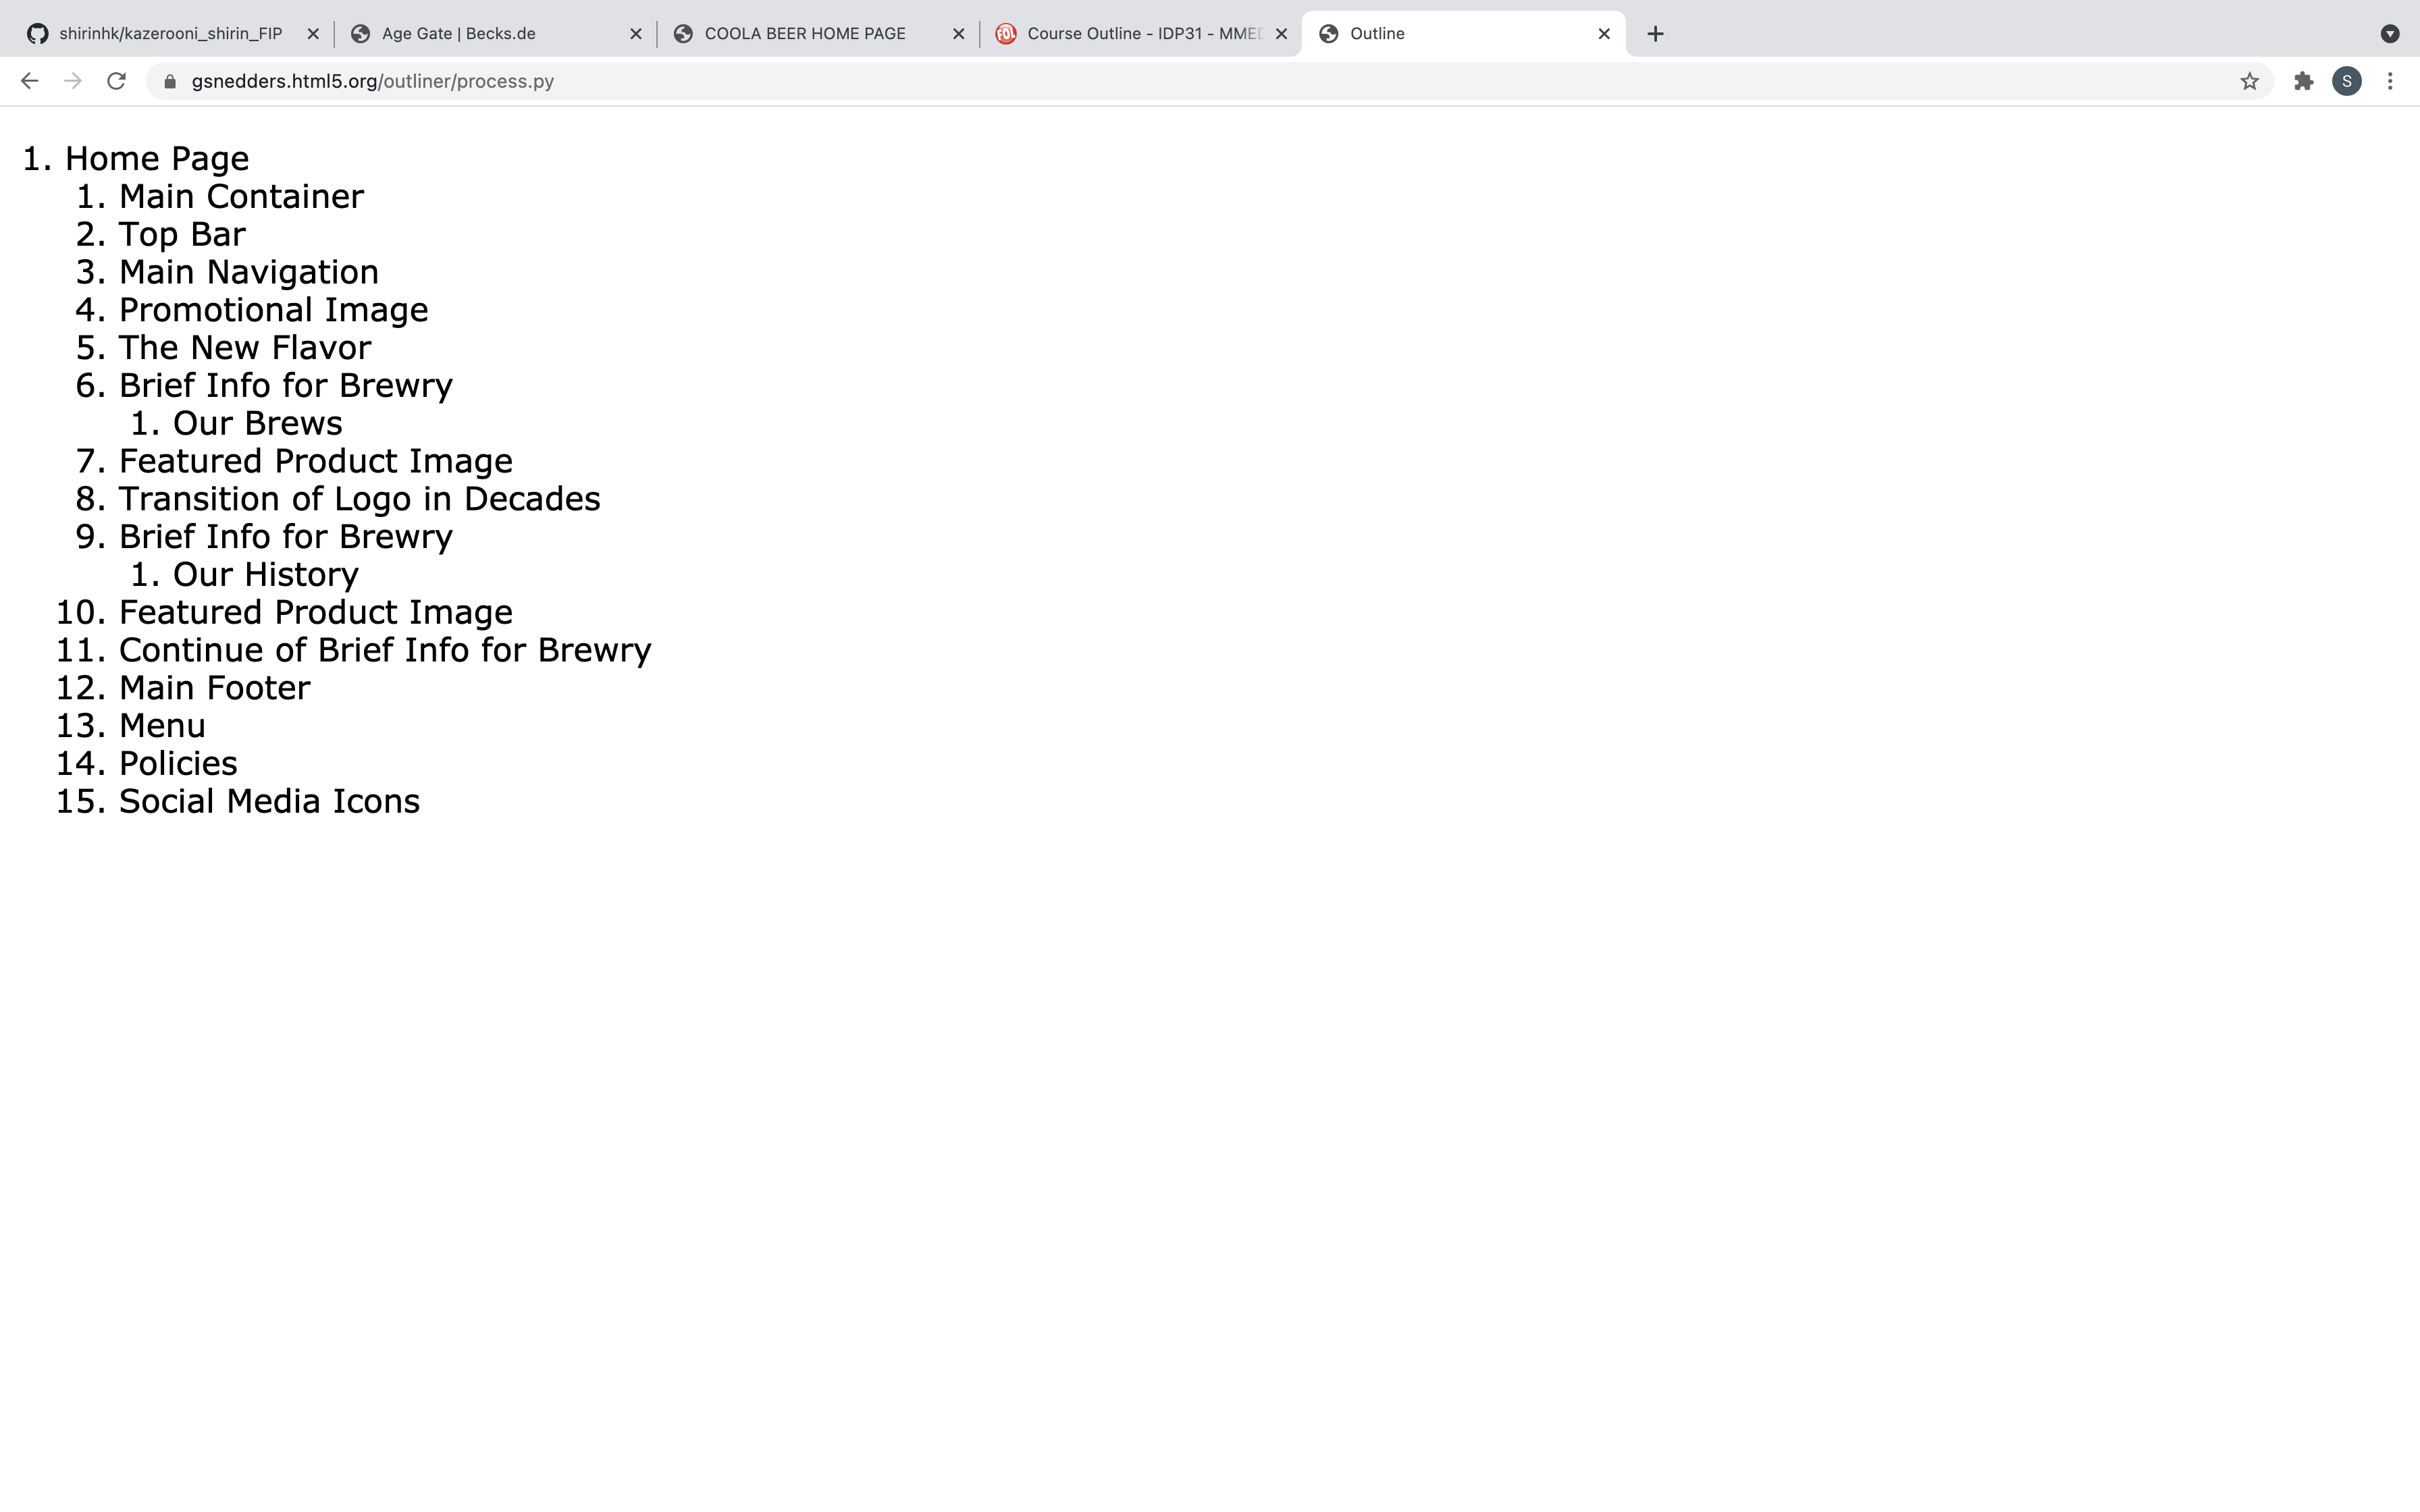 shirinhk/kazerooni_shirin_FIP
Age Gate | Becks.de
COOLA BEER HOME PAGE
FOL
Course Outline - IDP31 - MMED
Outline
gsnedders.html5.org/outliner/process.py
S
1. Home Page
1. Main Container
2. Top Bar
3. Main Navigation
4. Promotional Image
5. The New Flavor
6. Brief Info for Brewry
1. Our Brews
7. Featured Product Image
8. Transition of Logo in Decades
9. Brief Info for Brewry
1. Our History
10. Featured Product Image
11. Continue of Brief Info for Brewry
12. Main Footer
13. Menu
14. Policies
15. Social Media Icons